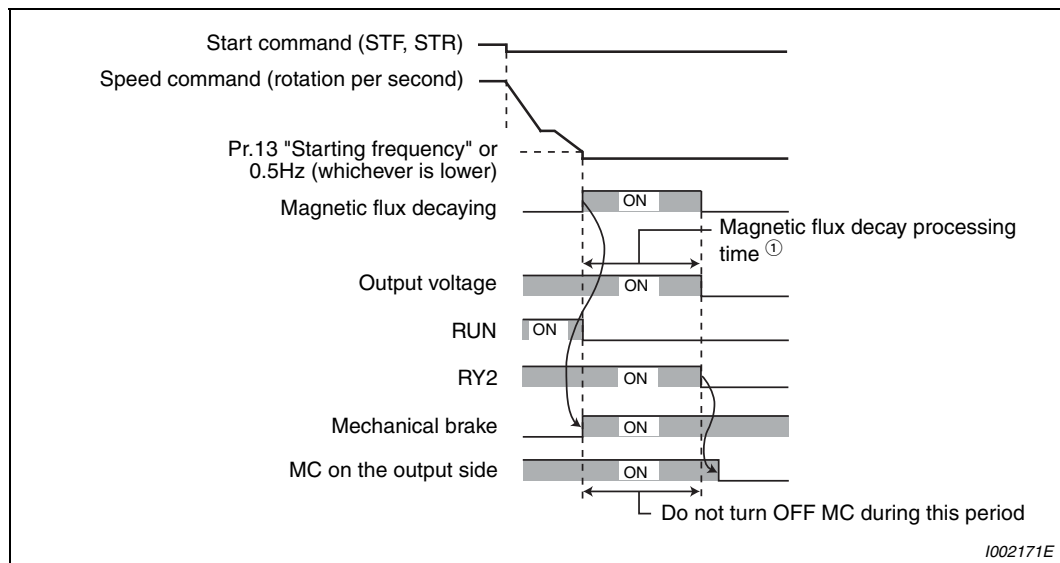 Start command (STF, STR)
Speed command (rotation per second)
Pr.13 "Starting frequency" or
0.5Hz (whichever is lower)
Magnetic flux decaying
ON
Magnetic flux decay processing
time ①
Output voltage
ON
RUN
ON
RY2
ON
Mechanical brake
ON
MC on the output side
ON
Do not turn OFF MC during this period
I002171E